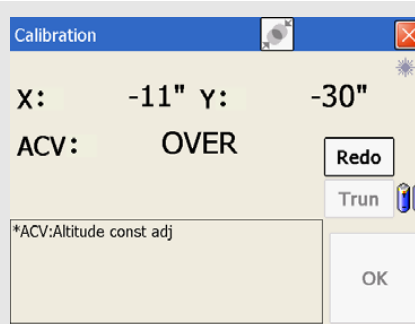 Calibration
X: -11" Y: -30"
ACV: OVER
Redo
Trun
*ACV:Altitude const adj
OK